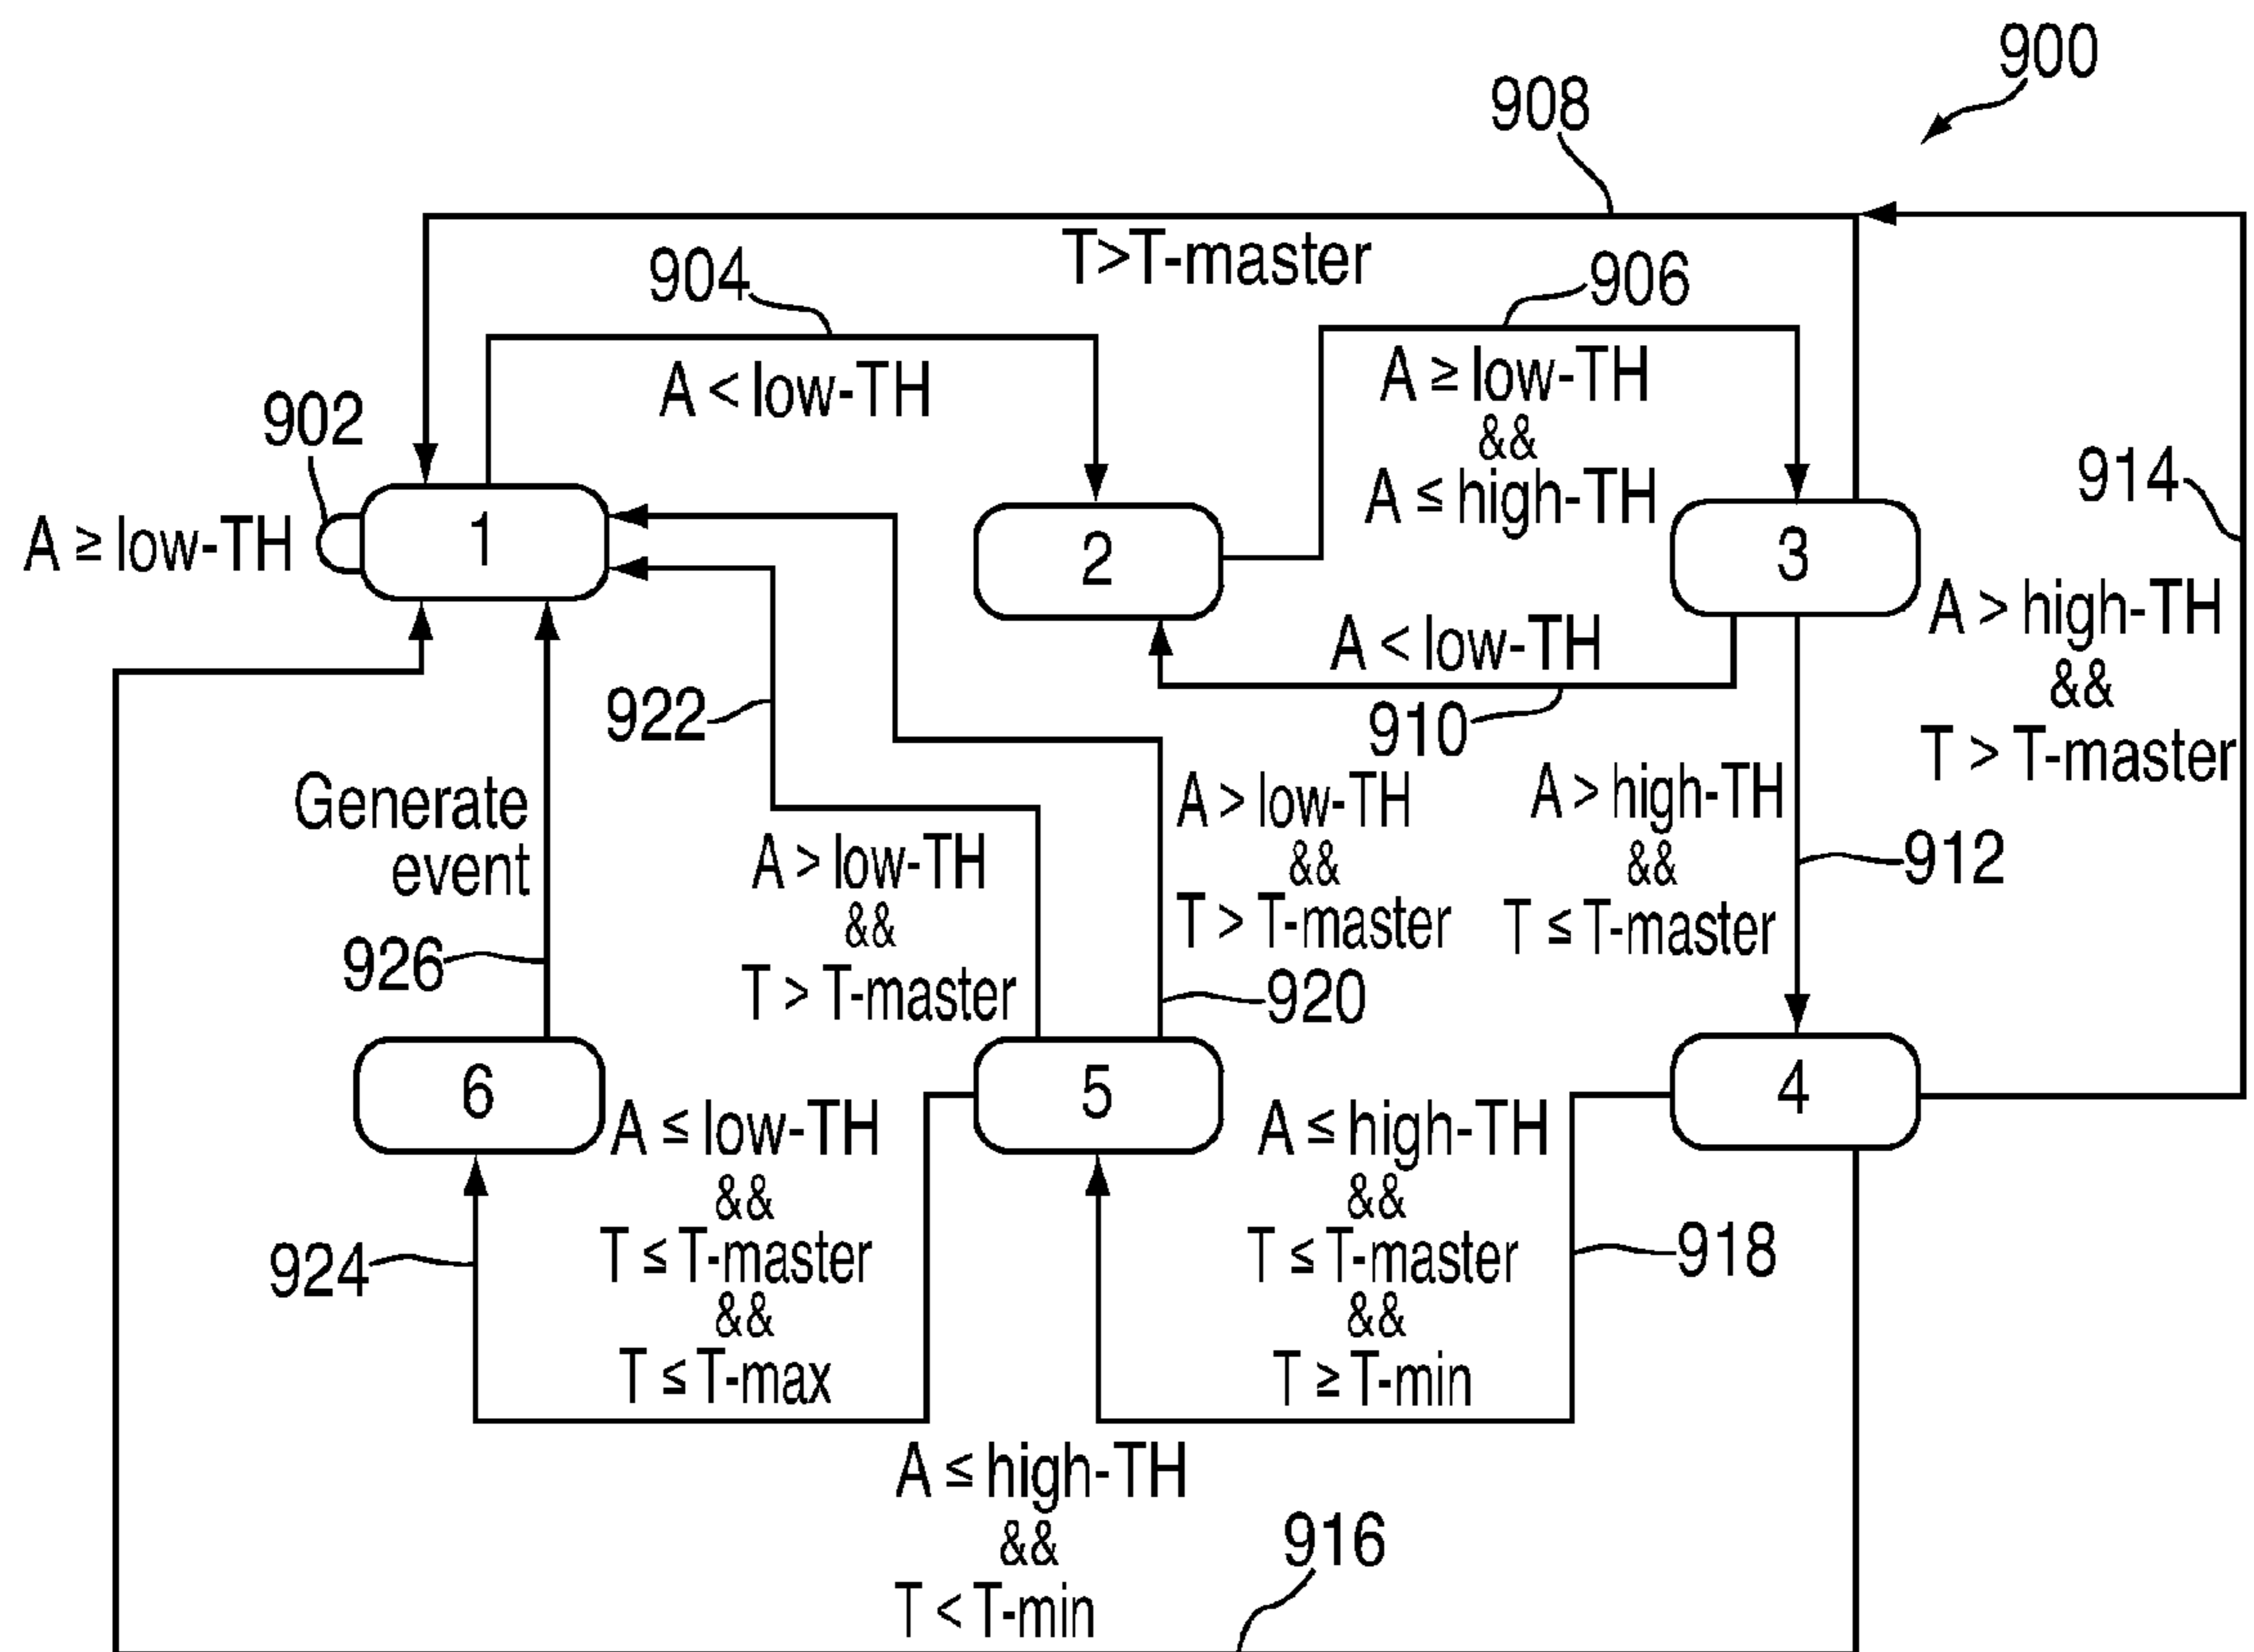 900
908
T>T-master
904
906
A < low-TH
A ≥ low-TH
&&
A ≤ high-TH
902
914
A ≥ low-TH
1
2
3
A > high-TH
&&
T > T-master
A < low-TH
910
922
Generate
event
A > low-TH
&&
T > T-master
A > low-TH
&&
T > T-master
A > high-TH
&&
T ≤ T-master
912
926
920
6
5
4
A ≤ low-TH
&&
T ≤ T-master
&&
T ≤ T-max
A ≤ high-TH
&&
T ≤ T-master
&&
T ≥ T-min
924
918
A ≤ high-TH
&&
T < T-min
916